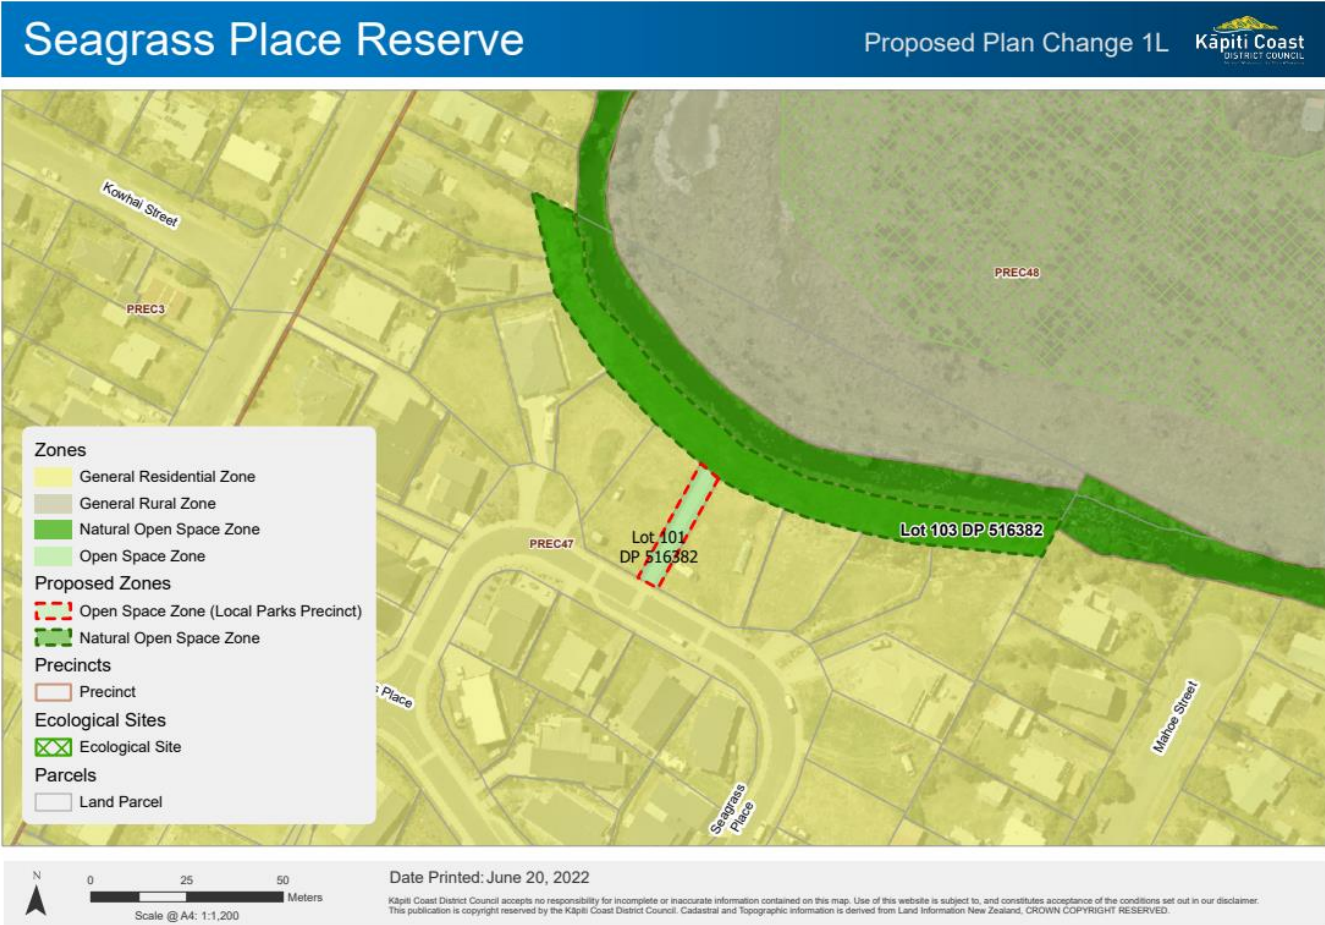 Seagrass Place Reserve
Proposed Plan Change 1L
Kāpiti Coast
DISTRICT COUNCIL
Kowhai Street
PREC3
PREC48
Lot 103 DP 516382
Lot 101
DP 516382
PREC47
s Place
Seagrass
Place
Mahoe Street
Zones
General Residential Zone
General Rural Zone
Natural Open Space Zone
Open Space Zone
Proposed Zones
Open Space Zone (Local Parks Precinct)
Natural Open Space Zone
Precincts
Precinct
Ecological Sites
Ecological Site
Parcels
Land Parcel
N
0 25 50
Meters
Scale @ A4: 1:1,200
Date Printed: June 20, 2022
Kāpiti Coast District Council accepts no responsibility for incomplete or inaccurate information contained on this map. Use of this website is subject to, and constitutes acceptance of the conditions set out in our disclaimer.
This publication is copyright reserved by the Kāpiti Coast District Council. Cadastral and Topographic information is derived from Land Information New Zealand, CROWN COPYRIGHT RESERVED.